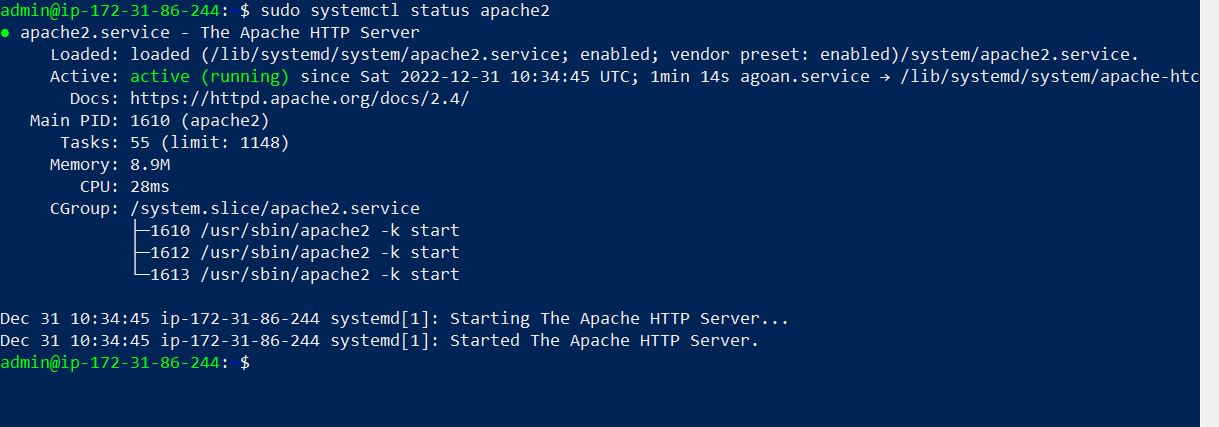 admin@ip-172-31-86-244: $ sudo systemctl status apache2
● apache2.service - The Apache HTTP Server
Loaded: loaded (/lib/systemd/system/apache2.service; enabled; vendor preset: enabled)/system/apache2.service.
Active: active (running) since Sat 2022-12-31 10:34:45 UTC; 1min 14s agoan.service → /lib/systemd/system/apache-htc
Docs: https://httpd.apache.org/docs/2.4/
Main PID: 1610 (apache2)
Tasks: 55 (limit: 1148)
Memory: 8.9M
CPU: 28ms
CGroup: /system.slice/apache2.service
├─1610 /usr/sbin/apache2 -k start
├─1612 /usr/sbin/apache2 -k start
└─1613 /usr/sbin/apache2 -k start
Dec 31 10:34:45 ip-172-31-86-244 systemd[1]: Starting The Apache HTTP Server...
Dec 31 10:34:45 ip-172-31-86-244 systemd[1]: Started The Apache HTTP Server.
admin@ip-172-31-86-244: $